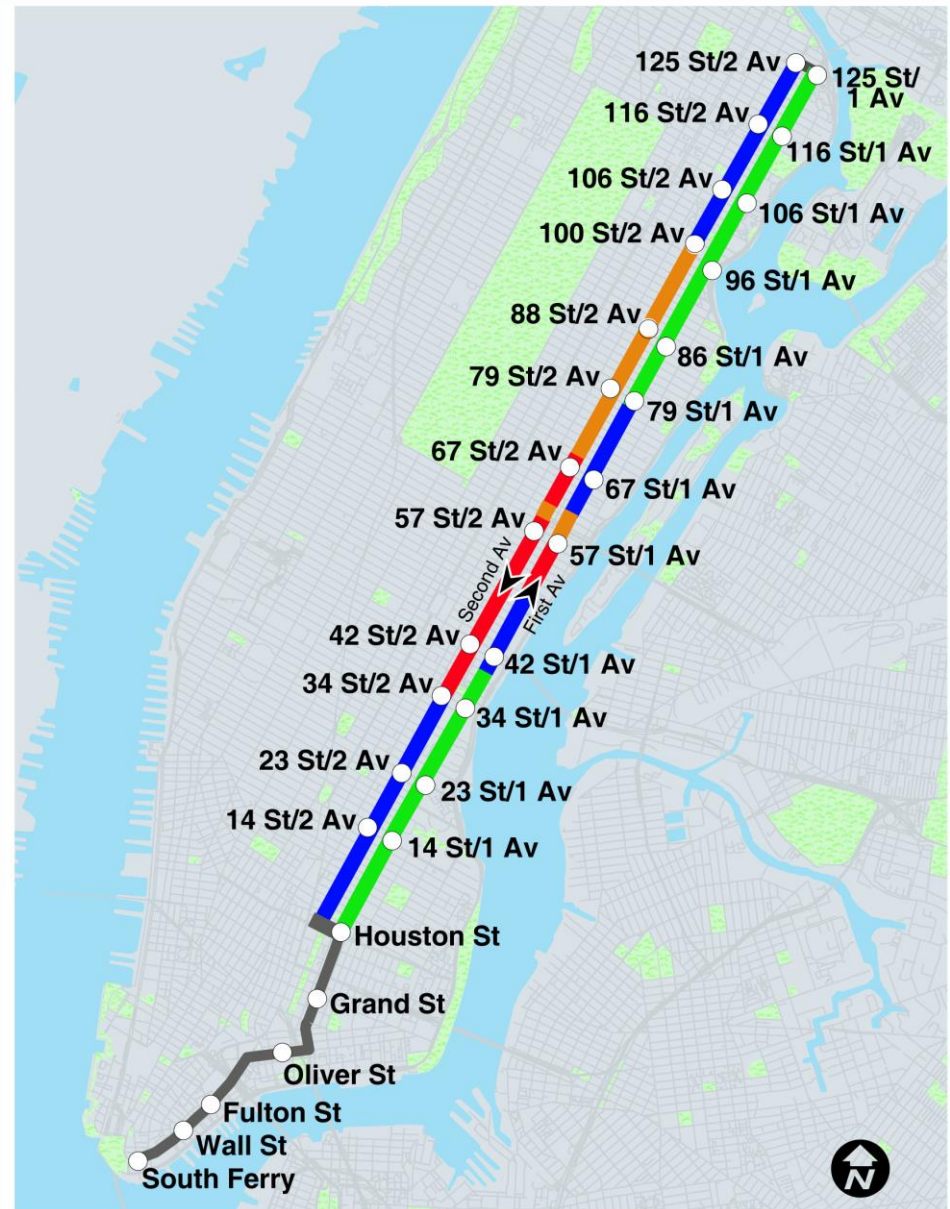 125 St/2 Av
125 St/
1 Av
116 St/2 Av
116 St/1 Av
106 St/2 Av
106 St/1 Av
100 St/2 Av
96 St/1 Av
88 St/2 Av
86 St/1 Av
79 St/2 Av
79 St/1 Av
67 St/2 Av
67 St/1 Av
57 St/2 Av
57 St/1 Av
Second Av
First Av
42 St/2 Av
42 St/1 Av
34 St/2 Av
34 St/1 Av
23 St/2 Av
23 St/1 Av
14 St/2 Av
14 St/1 Av
Houston St
Grand St
Oliver St
Fulton St
Wall St
South Ferry
N